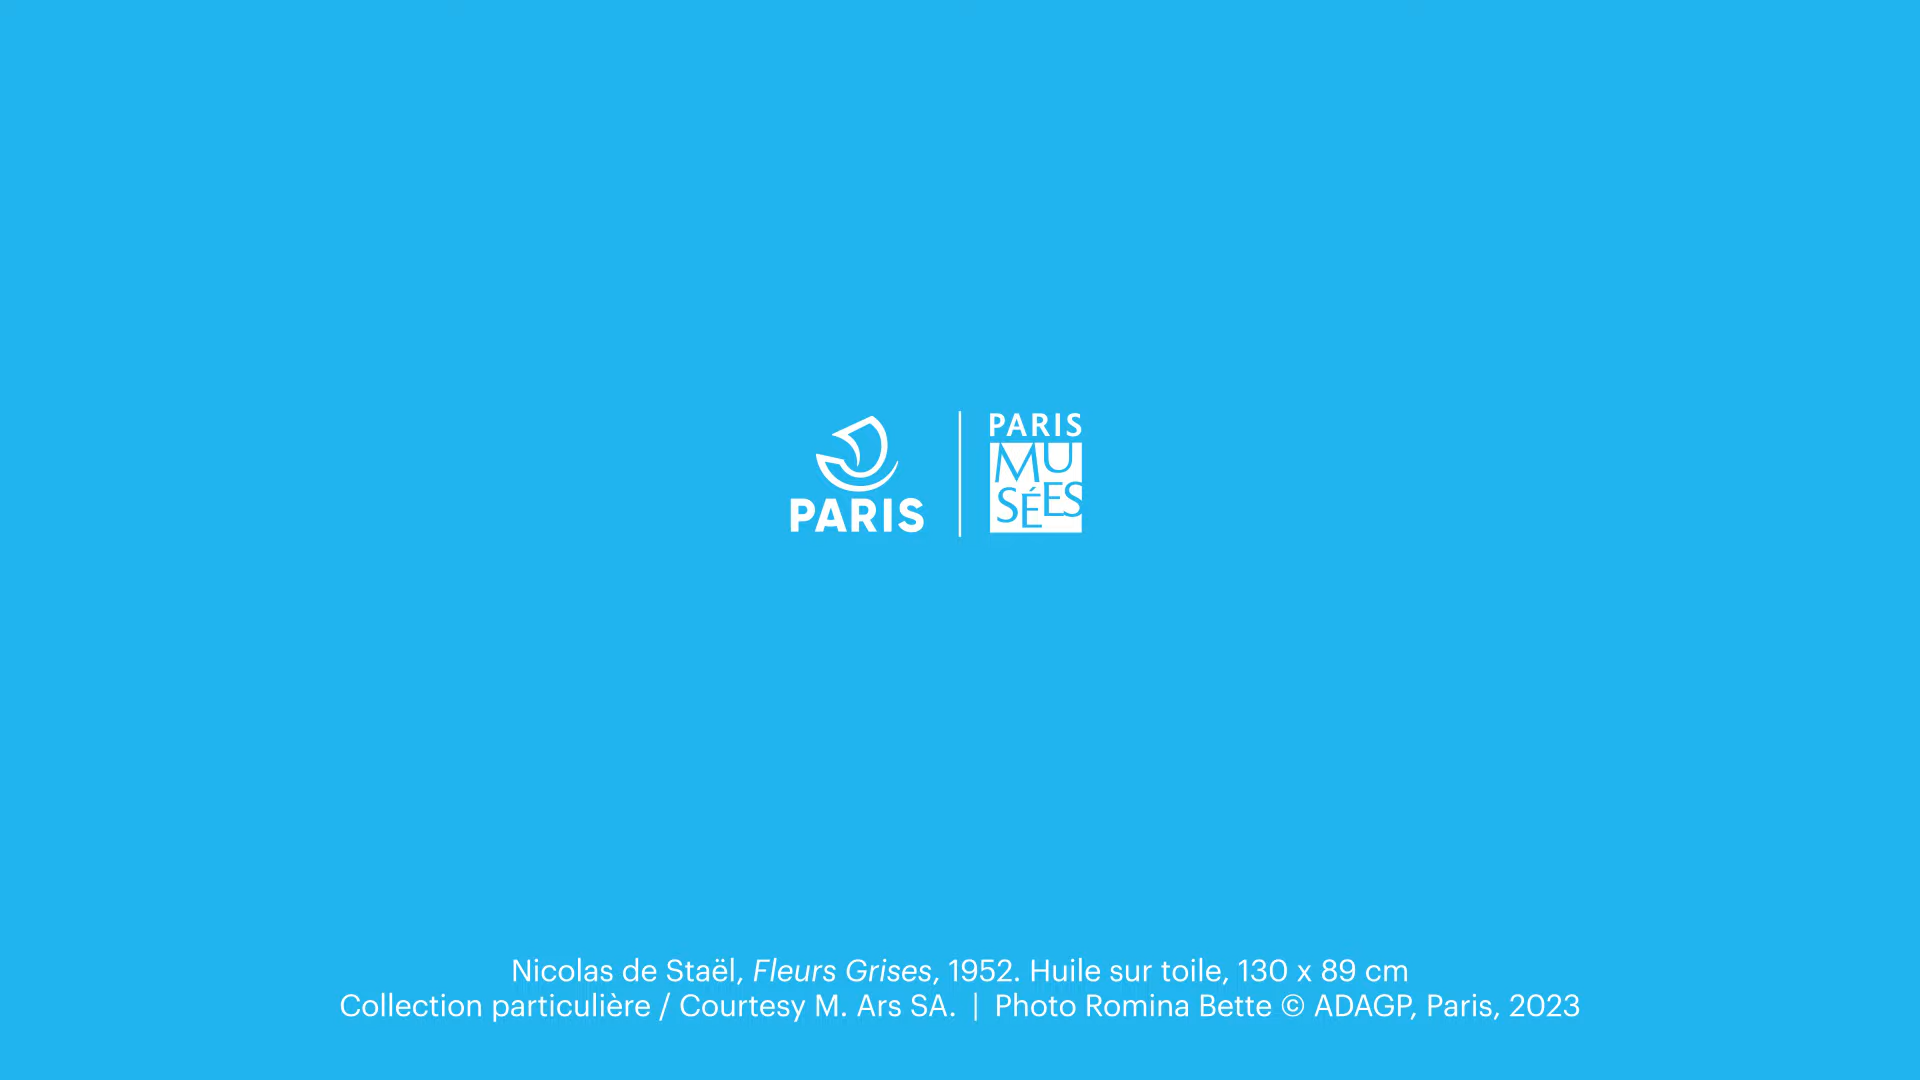 PARIS
PARIS
MU
SÉES
Nicolas de Staël, Fleurs Grises, 1952. Huile sur toile, 130 x 89 cm
Collection particulière / Courtesy M. Ars SA. | Photo Romina Bette © ADAGP, Paris, 2023